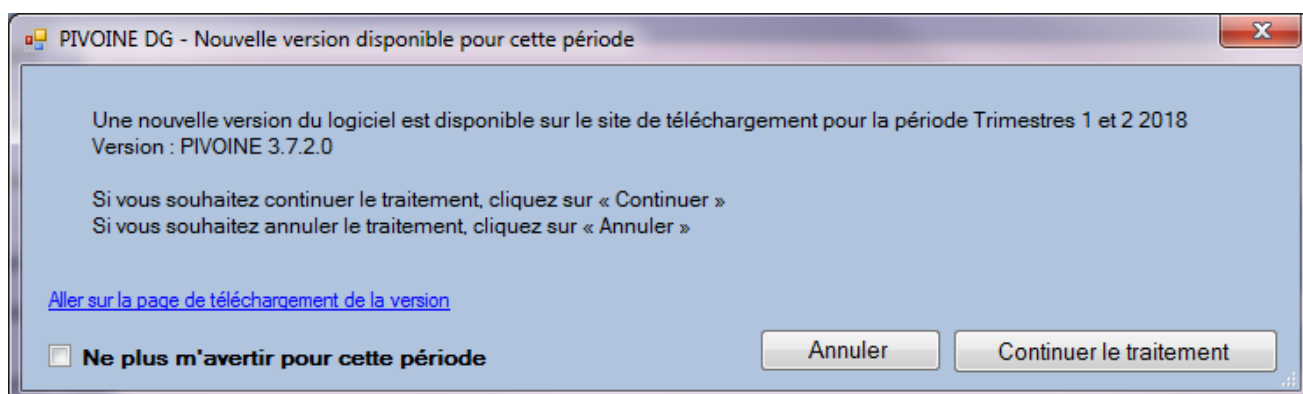 PIVOINE DG - Nouvelle version disponible pour cette période
Une nouvelle version du logiciel est disponible sur le site de téléchargement pour la période Trimestres 1 et 2 2018
Version : PIVOINE 3.7.2.0
Si vous souhaitez continuer le traitement, cliquez sur « Continuer »
Si vous souhaitez annuler le traitement, cliquez sur « Annuler »
Aller sur la page de téléchargement de la version
Ne plus m'avertir pour cette période
Annuler
Continuer le traitement